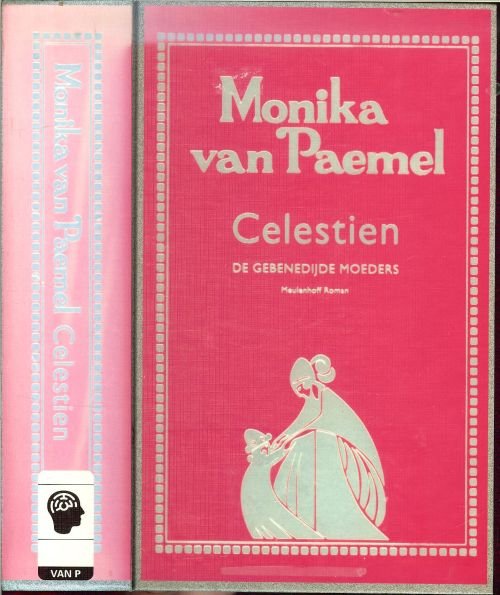 Monika van Paemel Celestien
VAN P
Monika
van Paemel
Celestien
DE GEBENEDIJDE MOEDERS
Meulenhoff Roman